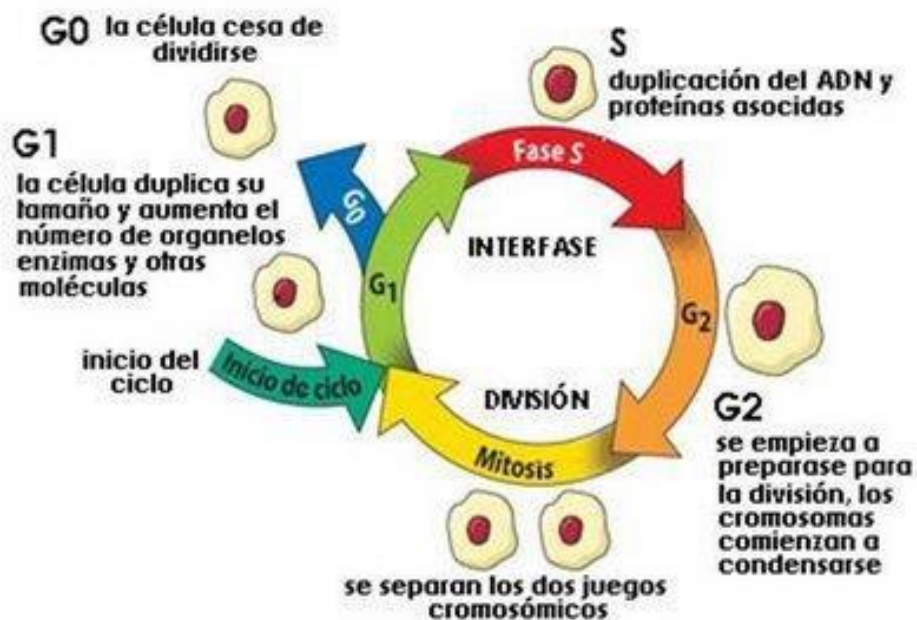 G0 la célula cesa de
dividirse
S
duplicación del ADN y
proteínas asocidas
G1
la célula duplica su
tamaño y aumenta el
número de organelos
enzimas y otras
moléculas
inicio del
ciclo
Inicio de ciclo
G0
G1
Fase S
INTERFASE
G2
DIVISIÓN
Mitosis
G2
se empieza a
preparase para
la división, los
cromosomas
comienzan a
condensarse
se separan los dos juegos
cromosómicos